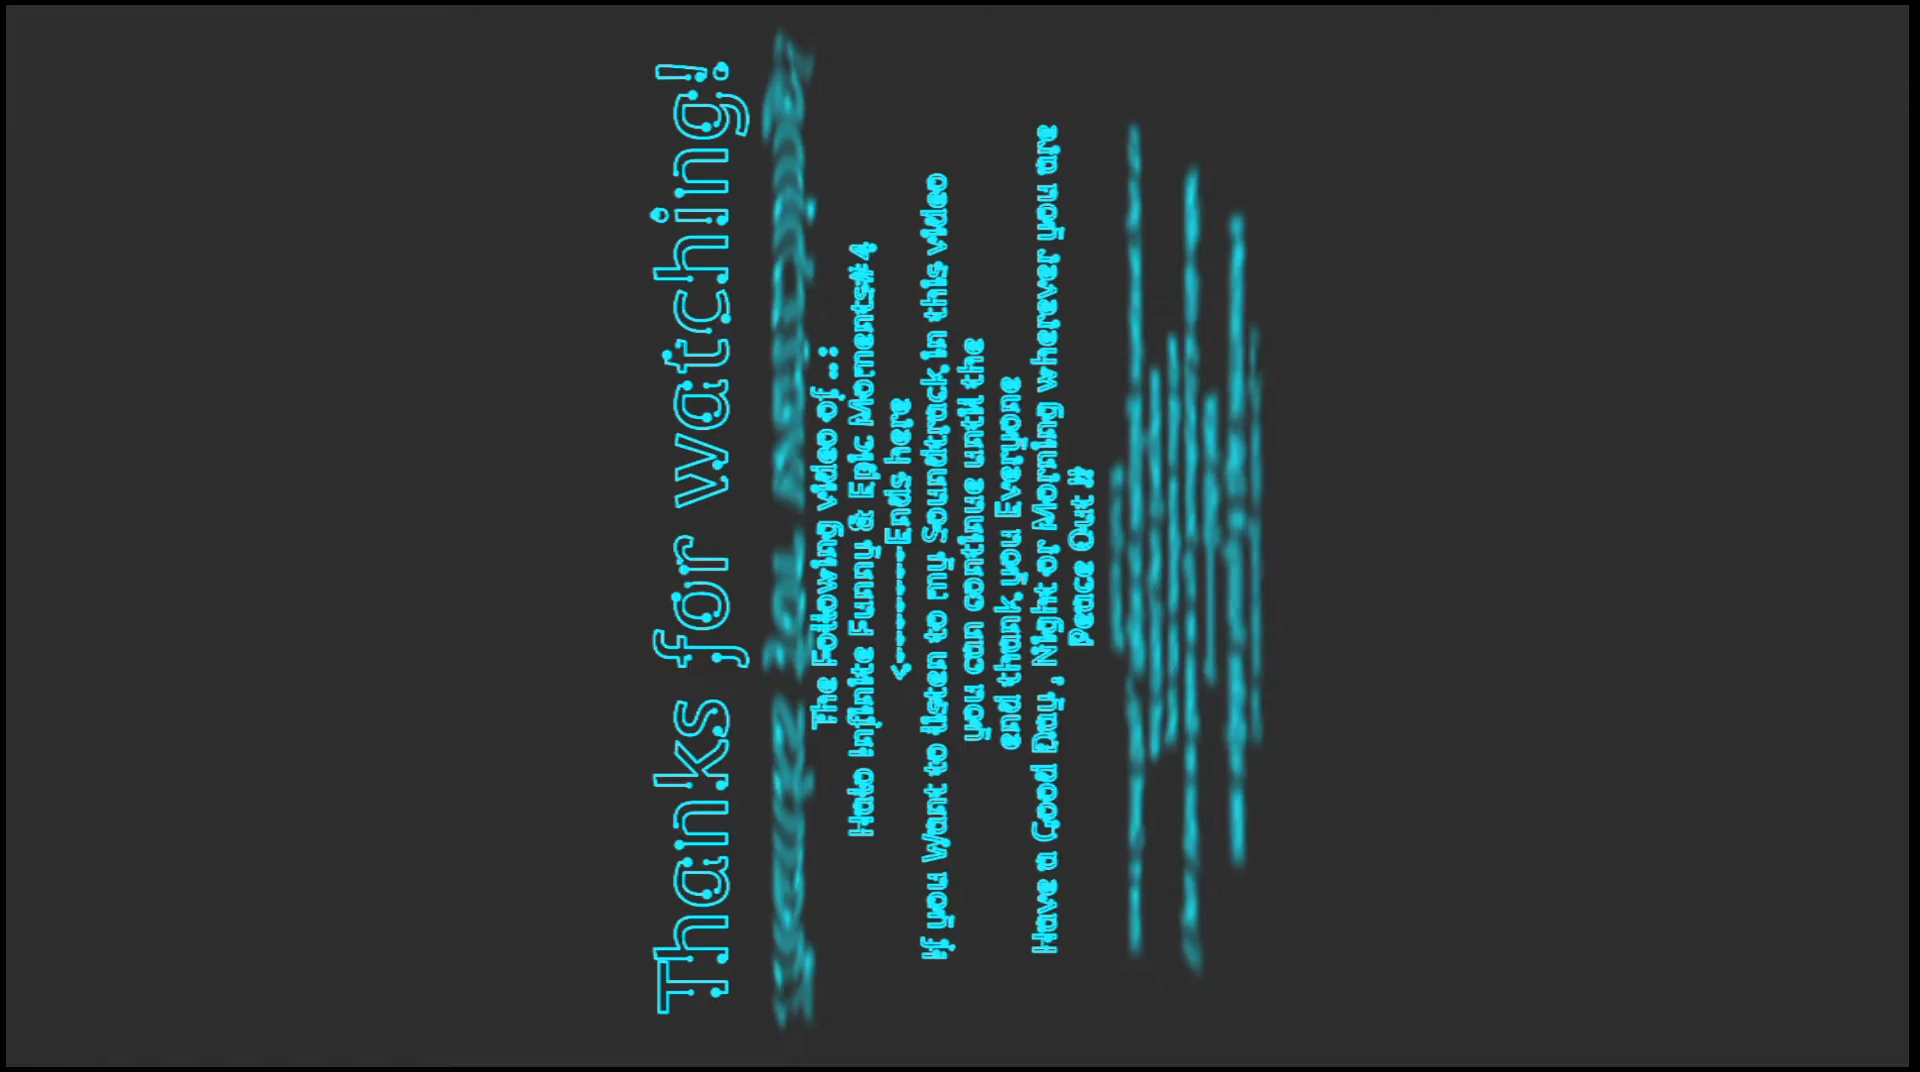 Thanks for watching!
The Following video of ..:
Halo Infinite Funny & Epic Moments#4
<-------Ends here
If you Want to listen to my Soundtrack in this video
you can continue until the
end thank you Everyone
Have a Good Day , Night or Morning wherever you are
Peace Out #